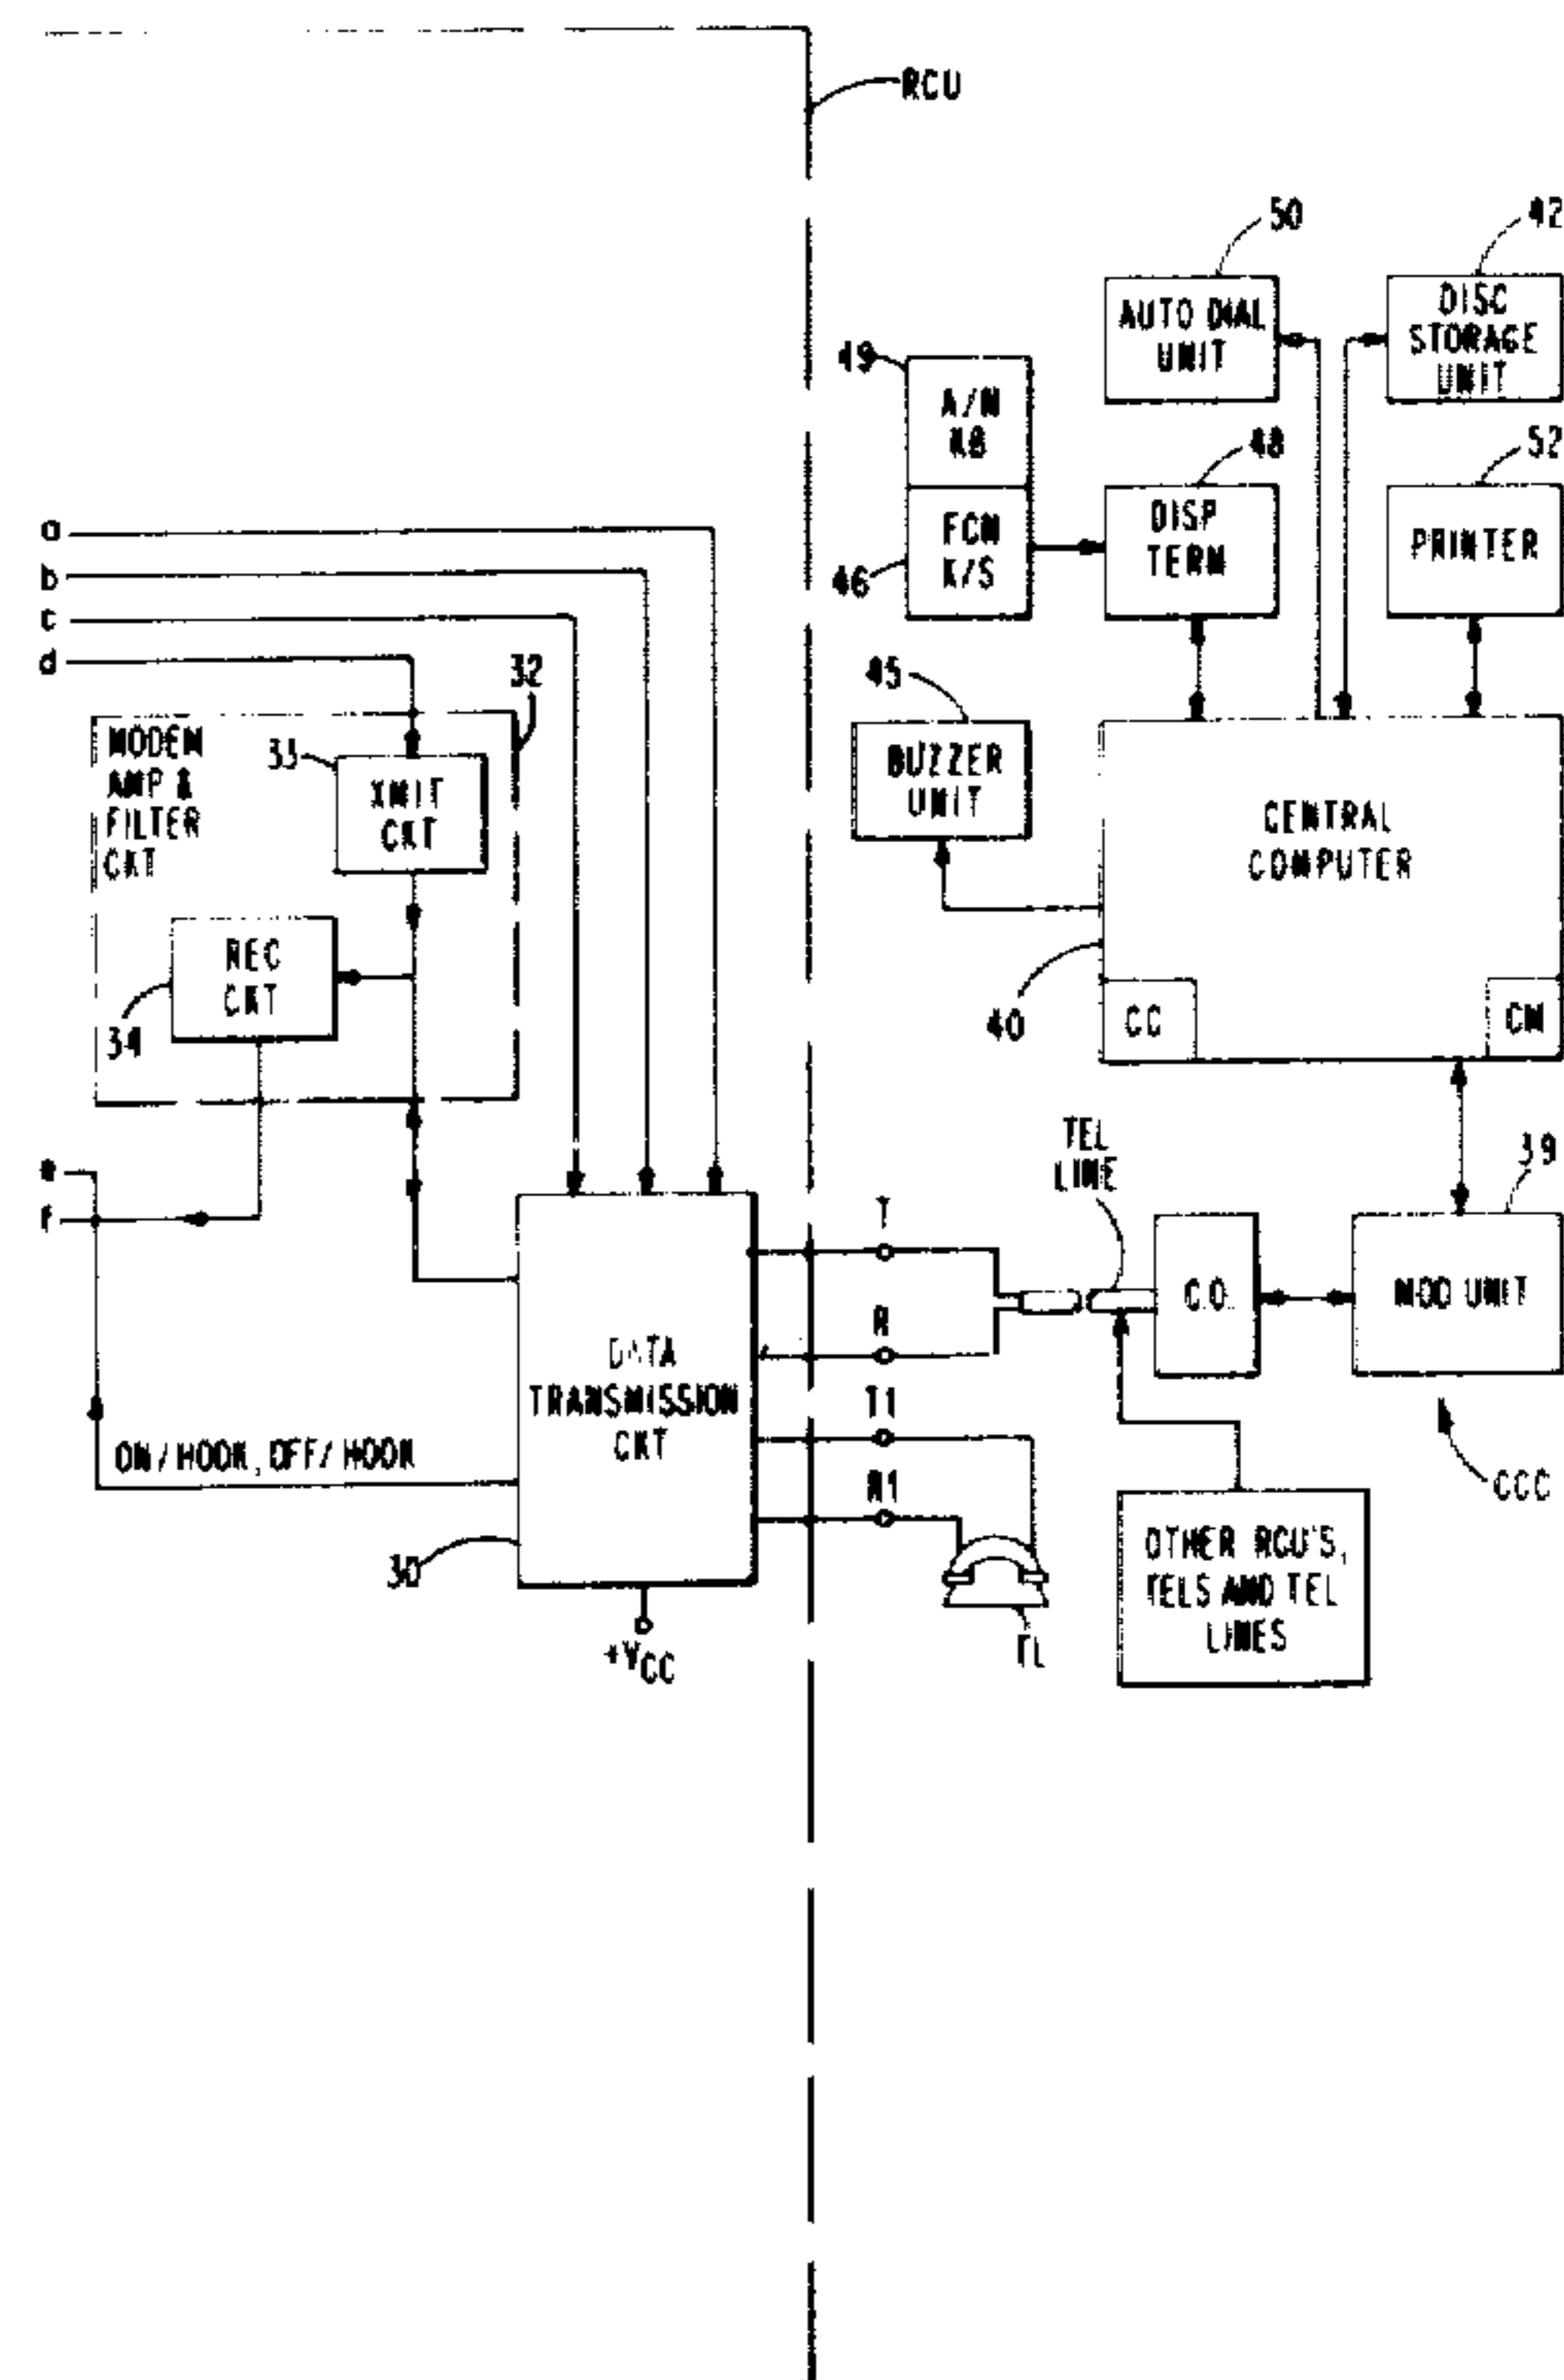 RCU
50
42
AUTO DIAL
UNIT
DISC
STORAGE
UNIT
49
A/N
KB
48
52
FCN
K/S
DISP
TERM
PRINTER
46
a
b
c
d
32
45
MODEM
AMP &
FILTER
CKT
33
XMIT
CKT
BUZZER
UNIT
CENTRAL
COMPUTER
REC
CKT
34
40
CC
CM
TEL
LINE
39
e
f
T
C.O.
MOD UNIT
R
DATA
TRANSMISSION
CKT
T1
ON/HOOK, OFF/HOOK
R1
CCC
30
OTHER RCU'S,
TELS AND TEL
LINES
TL
+VCC